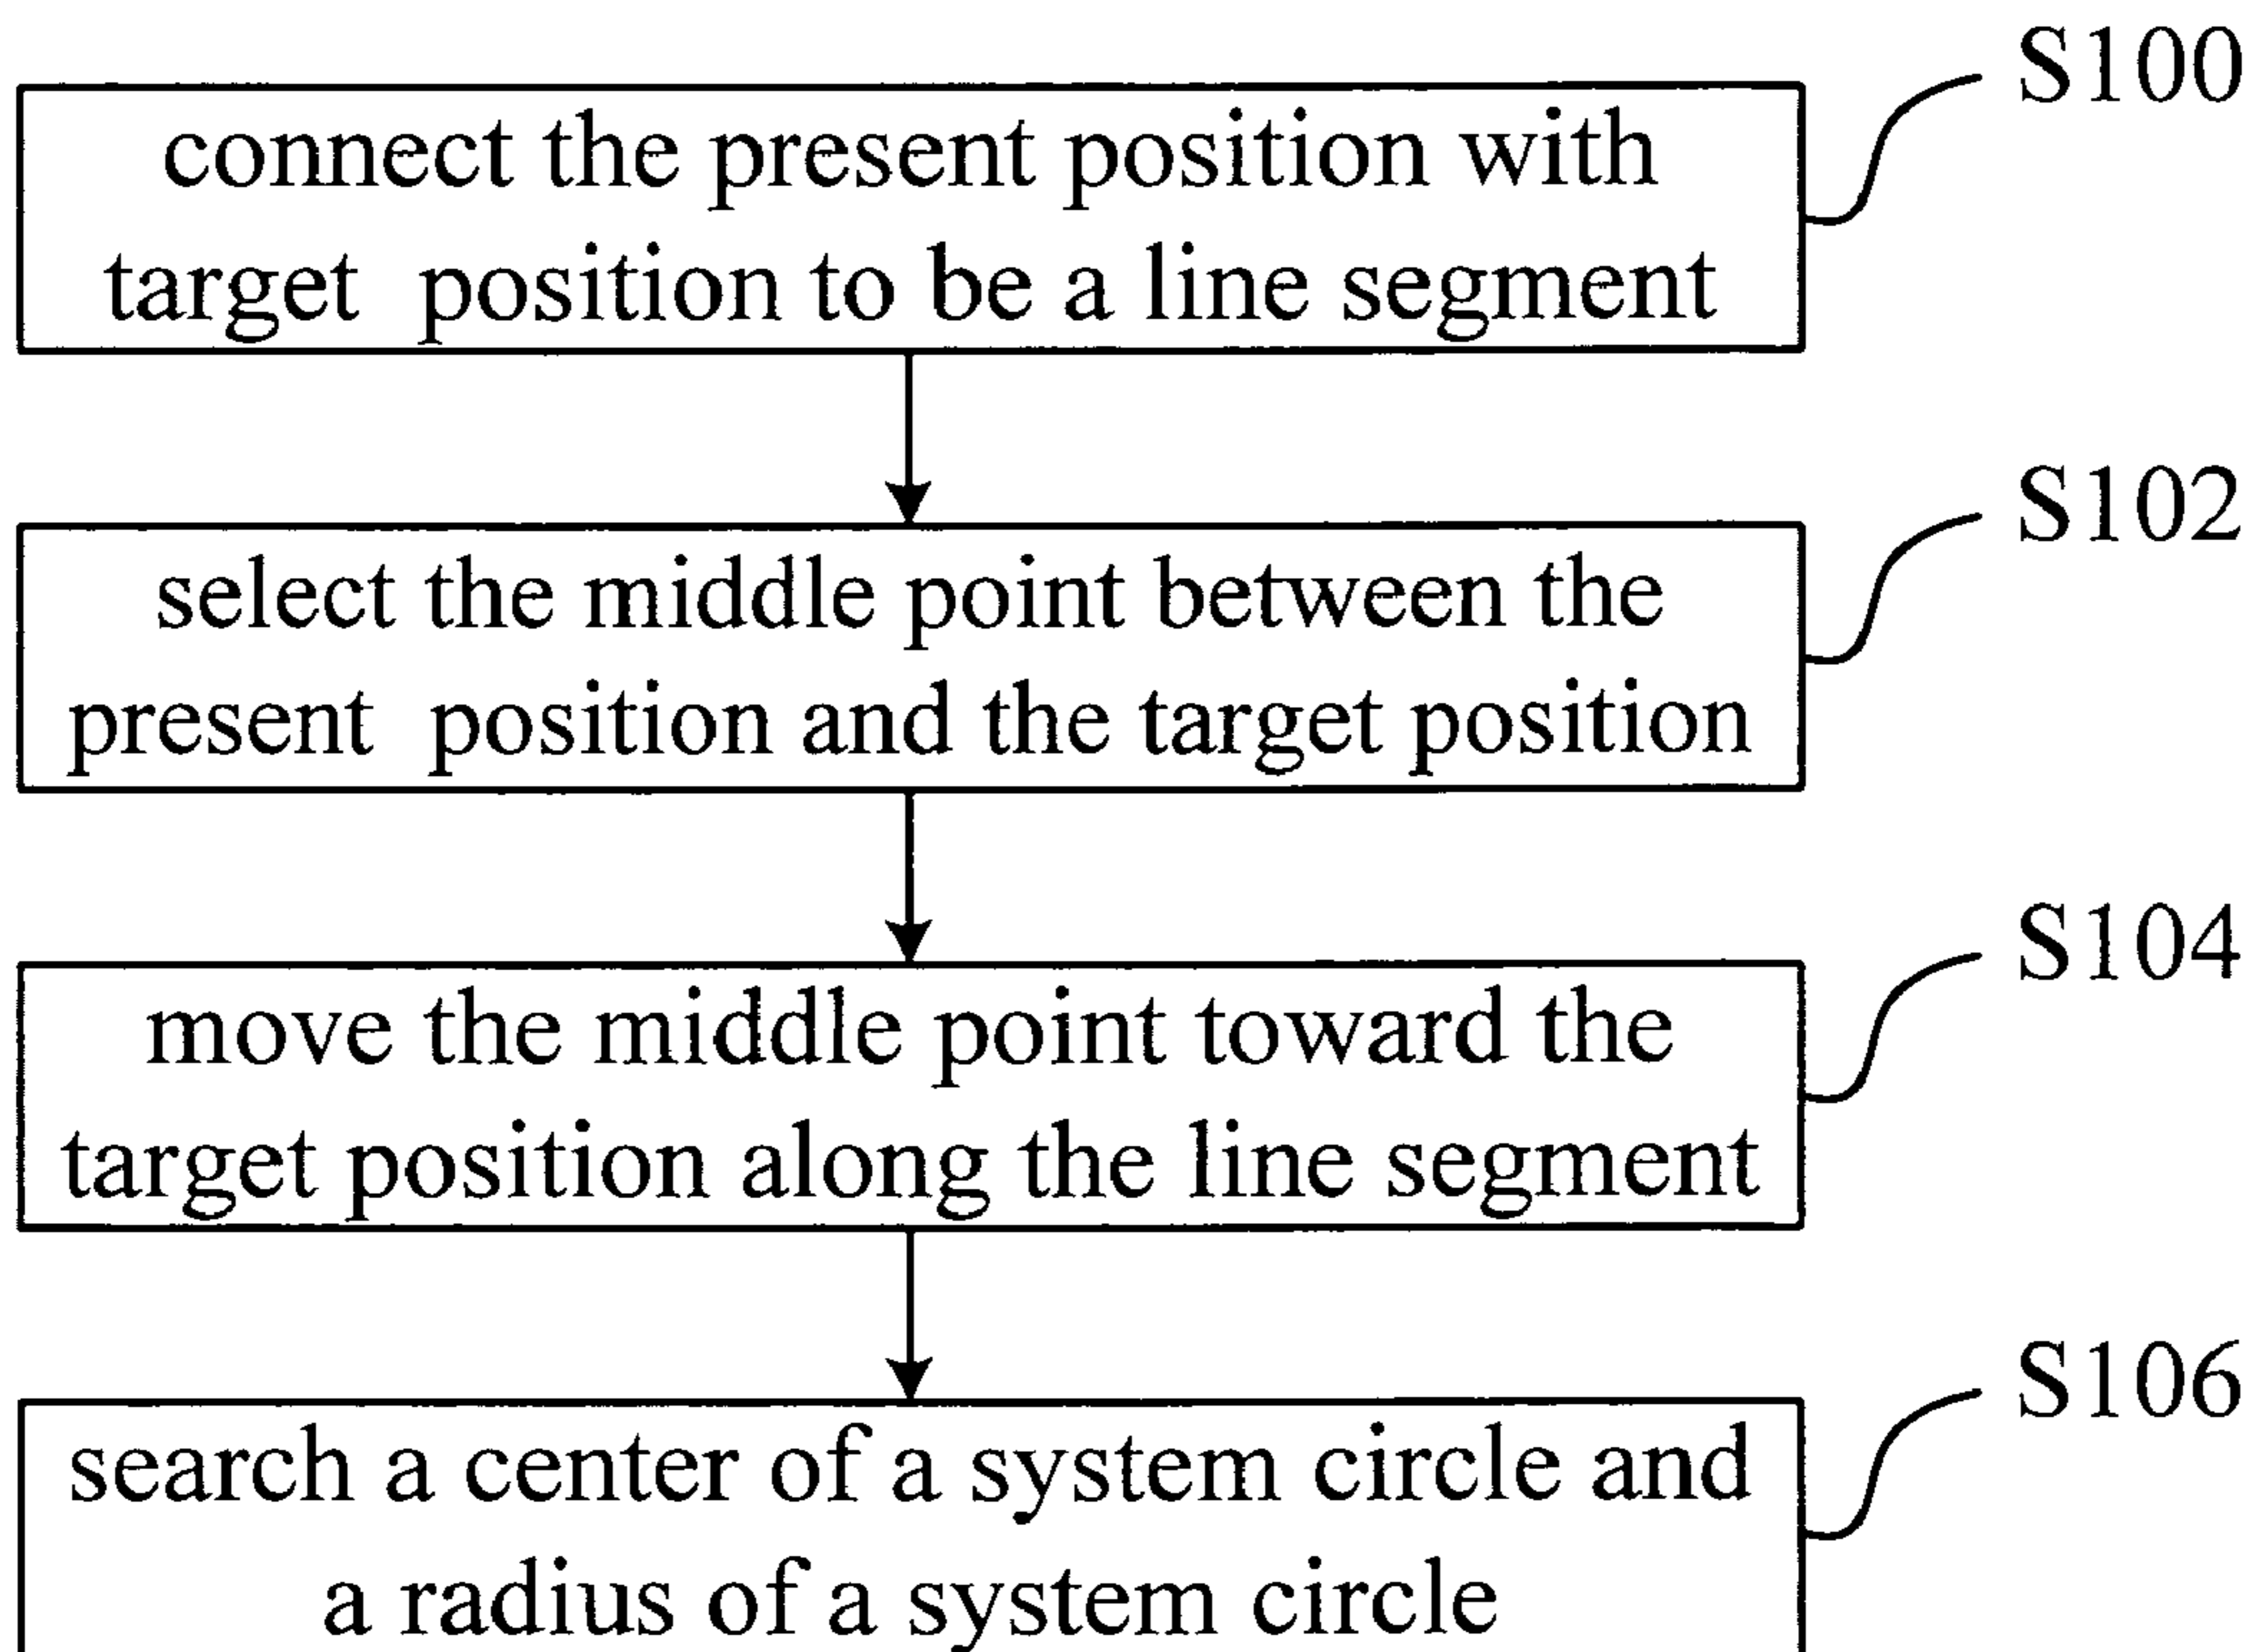 S100
connect the present position with
target position to be a line segment
S102
select the middle point between the
present position and the target position
S104
move the middle point toward the
target position along the line segment
S106
search a center of a system circle and
a radius of a system circle